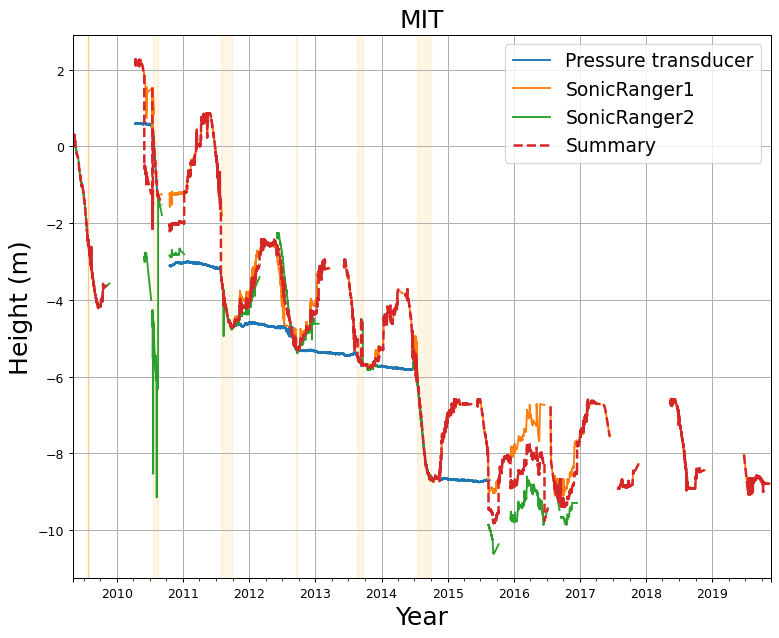 MIT
Pressure transducer
SonicRanger1
SonicRanger2
Summary
Height (m)
2
0
−2
−4
−6
−8
−10
2010 2011 2012 2013 2014 2015 2016 2017 2018 2019
Year